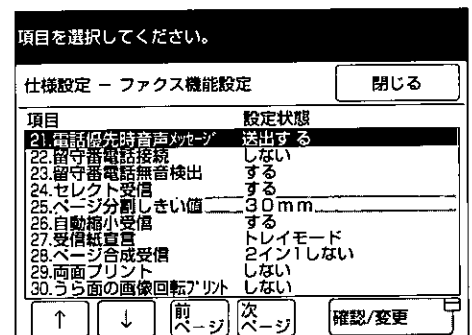 項目を選択してください。
仕様設定 － ファクス機能設定 閉じる
項目 設定状態
21.電話優先時音声メッセージ 送出する
22.留守番電話接続 しない
23.留守番電話無音検出 する
24.セレクト受信 する
25.ページ分割しきい値 30mm
26.自動縮小受信 する
27.受信紙宣言 トレイモード
28.ページ合成受信 2イン1しない
29.両面プリント しない
30.うら面の画像回転プリント しない
↑ ↓ 前ページ 次ページ 確認/変更